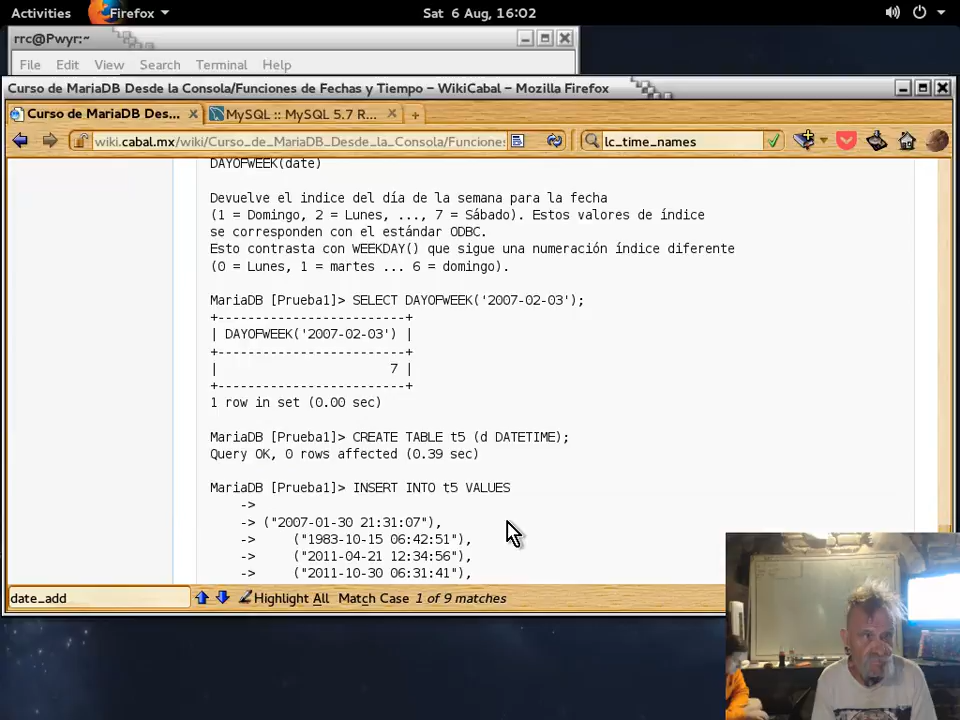 Activities
Firefox
Sat 6 Aug, 16:02
rrc@Pwyr:~
File Edit View Search Terminal Help
Curso de MariaDB Desde la Consola/Funciones de Fechas y Tiempo – WikiCabal – Mozilla Firefox
Curso de MariaDB Des...
MySQL :: MySQL 5.7 R...
wiki.cabal.mx/wiki/Curso_de_MariaDB_Desde_la_Consola/Funcione:
lc_time_names
DAYOFWEEK(date)
Devuelve el indice del día de la semana para la fecha
(1 = Domingo, 2 = Lunes, ..., 7 = Sábado). Estos valores de índice
se corresponden con el estándar ODBC.
Esto contrasta con WEEKDAY() que sigue una numeración índice diferente
(0 = Lunes, 1 = martes ... 6 = domingo).
MariaDB [Prueba1]> SELECT DAYOFWEEK('2007-02-03');
+-------------------------+
| DAYOFWEEK('2007-02-03') |
+-------------------------+
|                       7 |
+-------------------------+
1 row in set (0.00 sec)
MariaDB [Prueba1]> CREATE TABLE t5 (d DATETIME);
Query OK, 0 rows affected (0.39 sec)
MariaDB [Prueba1]> INSERT INTO t5 VALUES
->
-> ("2007-01-30 21:31:07"),
->     ("1983-10-15 06:42:51"),
->     ("2011-04-21 12:34:56"),
->     ("2011-10-30 06:31:41"),
date_add
Highlight All Match Case 1 of 9 matches